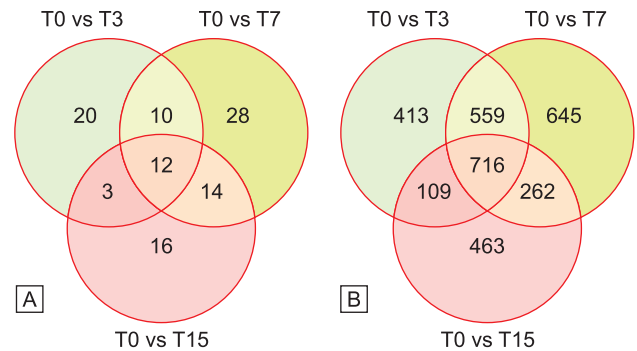 T0 vs T3 T0 vs T7 T0 vs T3 T0 vs T7
20 10 28 413 559 645
12 716
3 14 109 262
16 463
A B
T0 vs T15 T0 vs T15